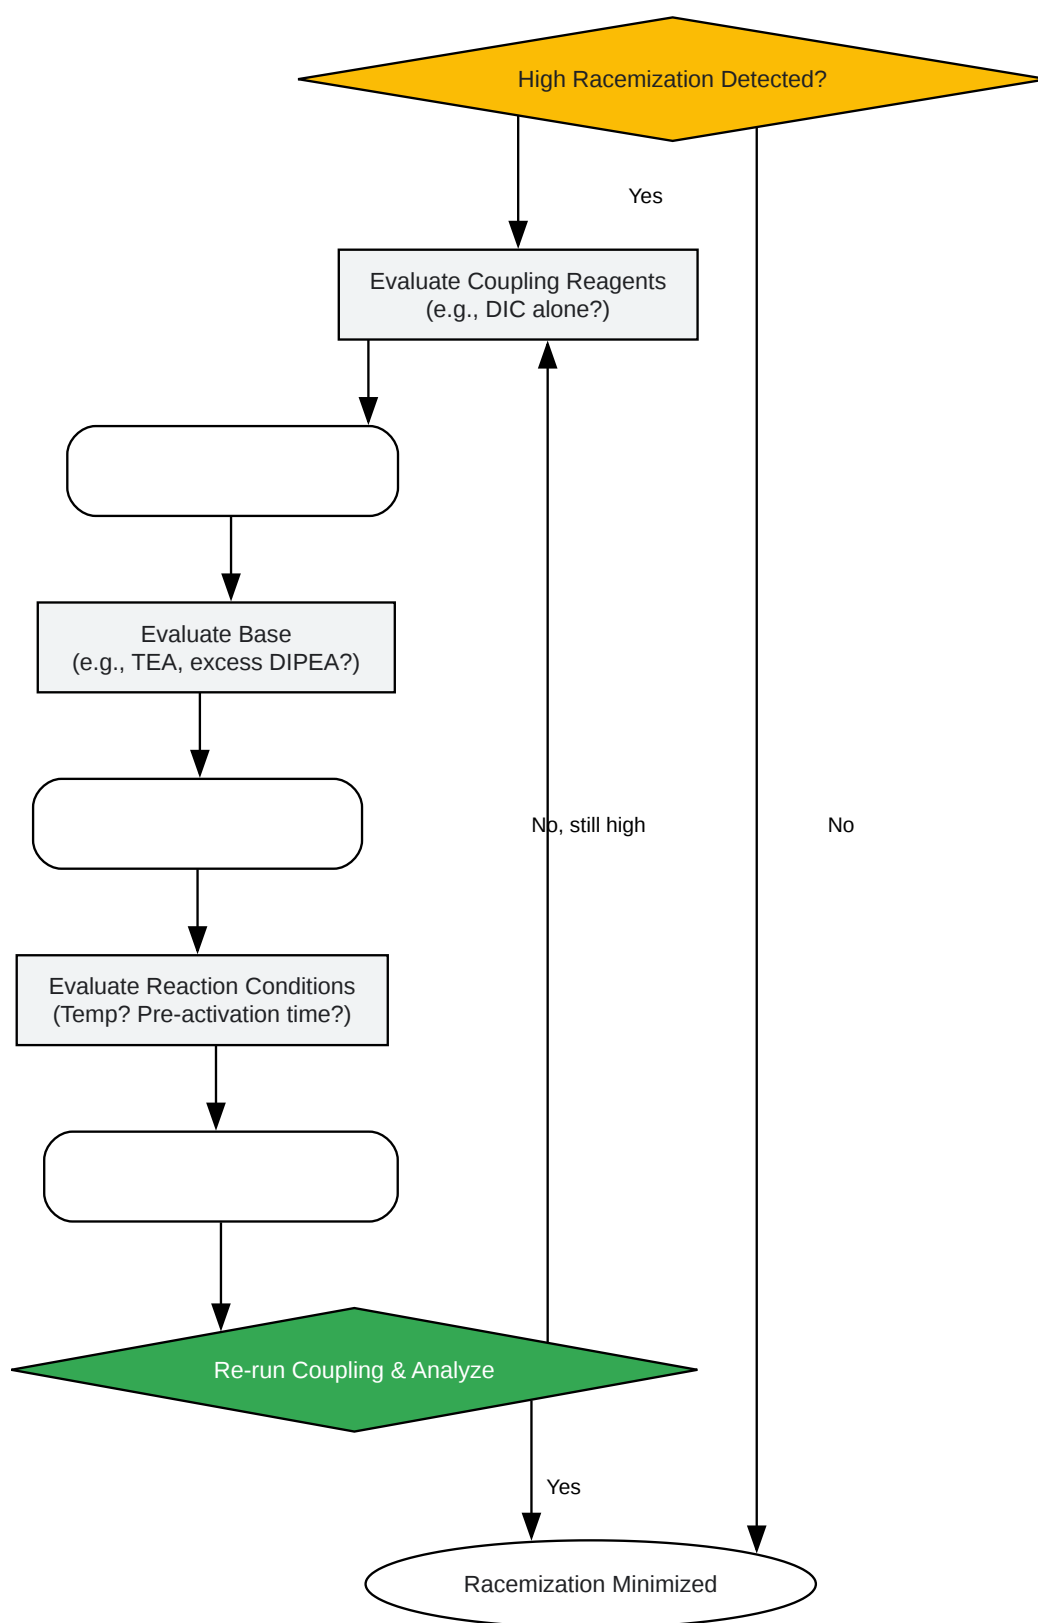 High Racemization Detected?
Yes
Evaluate Coupling Reagents
(e.g., DIC alone?)
Evaluate Base
(e.g., TEA, excess DIPEA?)
No, still high
No
Evaluate Reaction Conditions
(Temp? Pre-activation time?)
Re-run Coupling & Analyze
Yes
Racemization Minimized